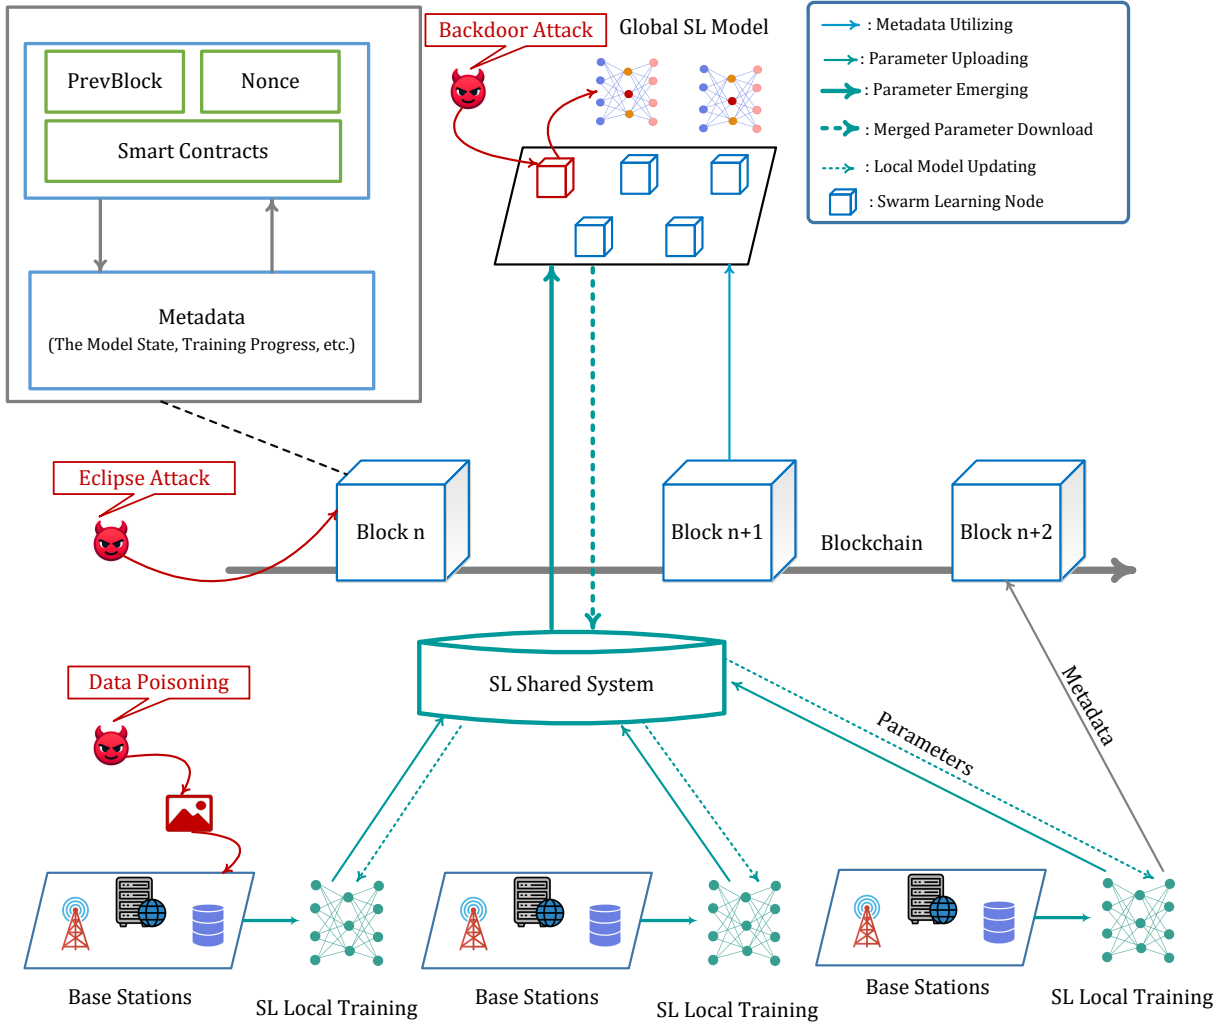 PrevBlock
Nonce
Smart Contracts
Metadata
(The Model State, Training Progress, etc.)
Backdoor Attack
Global SL Model
: Metadata Utilizing
: Parameter Uploading
: Parameter Emerging
: Merged Parameter Download
: Local Model Updating
: Swarm Learning Node
Eclipse Attack
Block n
Block n+1
Blockchain
Block n+2
Data Poisoning
SL Shared System
Parameters
Metadata
Base Stations
SL Local Training
Base Stations
SL Local Training
Base Stations
SL Local Training